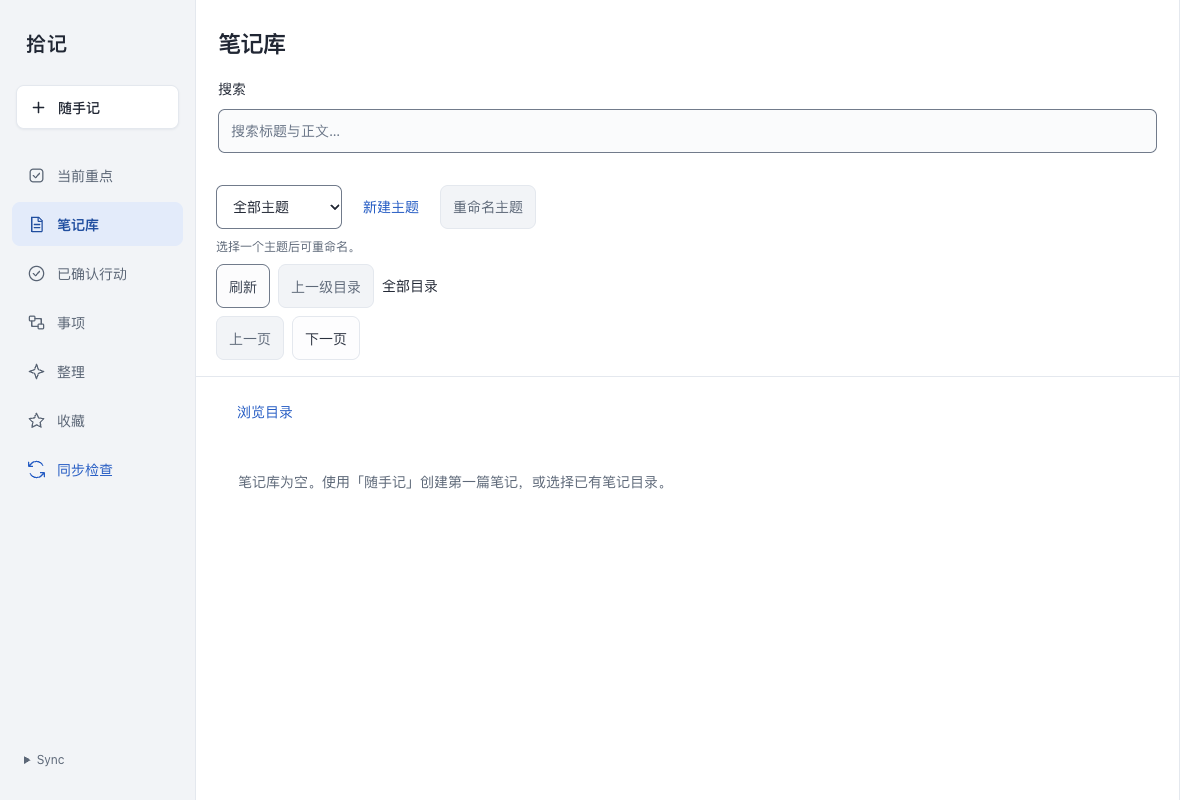 拾记
随手记
当前重点
笔记库
已确认行动
事项
整理
收藏
同步检查
Sync
笔记库
搜索
搜索标题与正文...
全部主题 新建主题 重命名主题
选择一个主题后可重命名。
刷新 上一级目录 全部目录
上一页 下一页
浏览目录
笔记库为空。使用「随手记」创建第一篇笔记，或选择已有笔记目录。